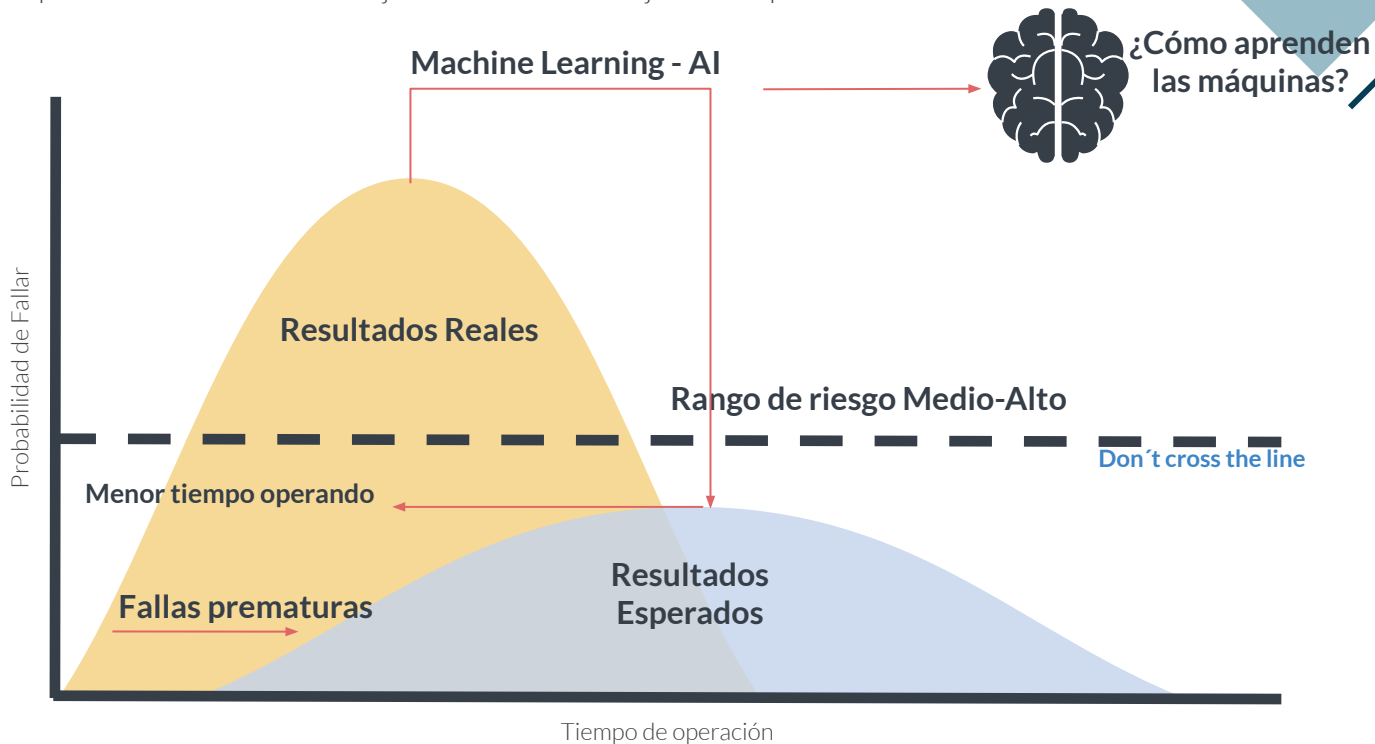 Machine Learning - AI
¿Cómo aprenden
las máquinas?
Probabilidad de Fallar
Resultados Reales
Rango de riesgo Medio-Alto
Don´t cross the line
Menor tiempo operando
Resultados
Esperados
Fallas prematuras
Tiempo de operación